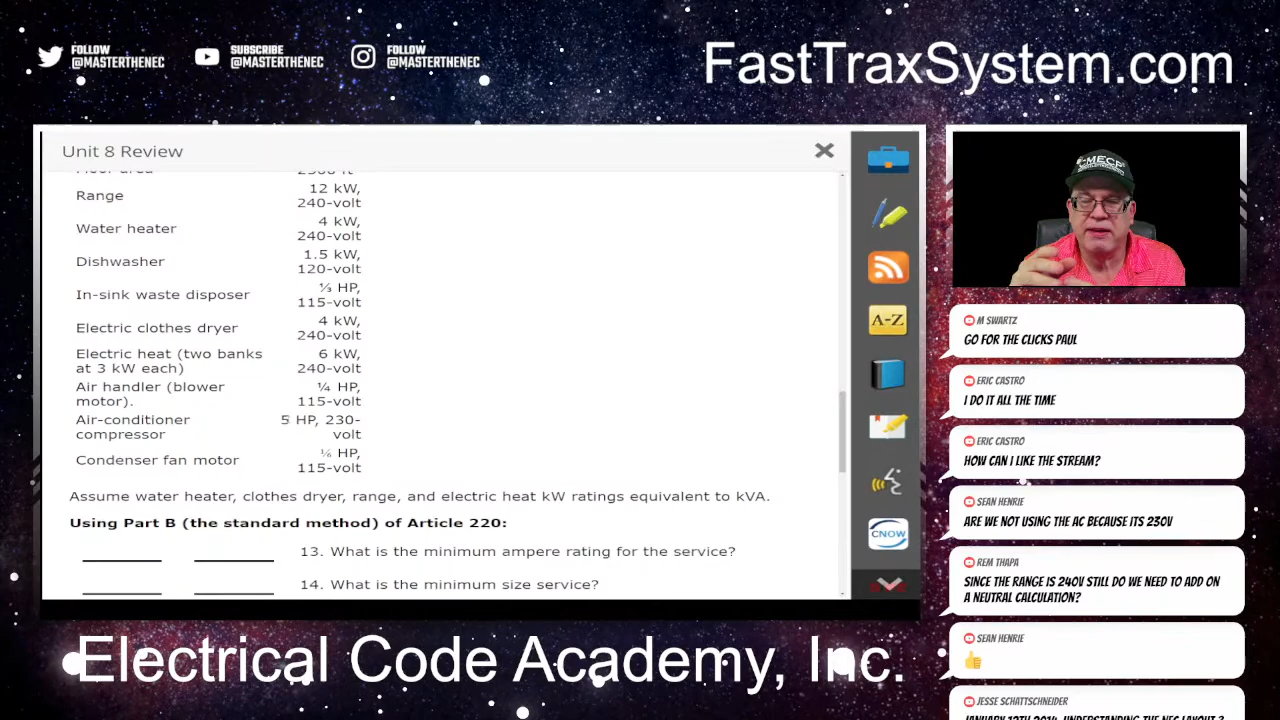 FOLLOW
@MASTERTHENEC
SUBSCRIBE
@MASTERTHENEC
FOLLOW
@MASTERTHENEC
FastTraxSystem.com
Unit 8 Review
Floor area
Range 12 kW, 240-volt
Water heater 4 kW, 240-volt
Dishwasher 1.5 kW, 120-volt
In-sink waste disposer ⅓ HP, 115-volt
Electric clothes dryer 4 kW, 240-volt
Electric heat (two banks at 3 kW each) 6 kW, 240-volt
Air handler (blower motor). ¼ HP, 115-volt
Air-conditioner compressor 5 HP, 230-volt
Condenser fan motor ⅙ HP, 115-volt
Assume water heater, clothes dryer, range, and electric heat kW ratings equivalent to kVA.
Using Part B (the standard method) of Article 220:
13. What is the minimum ampere rating for the service?
14. What is the minimum size service?
A-Z
CNOW
MECP
M SWARTZ
GO FOR THE CLICKS PAUL
ERIC CASTRO
I DO IT ALL THE TIME
ERIC CASTRO
HOW CAN I LIKE THE STREAM?
SEAN HENRIE
ARE WE NOT USING THE AC BECAUSE ITS 230V
REM THAPA
SINCE THE RANGE IS 240V STILL DO WE NEED TO ADD ON
A NEUTRAL CALCULATION?
SEAN HENRIE
JESSE SCHATTSCHNEIDER
Electrical Code Academy, Inc.